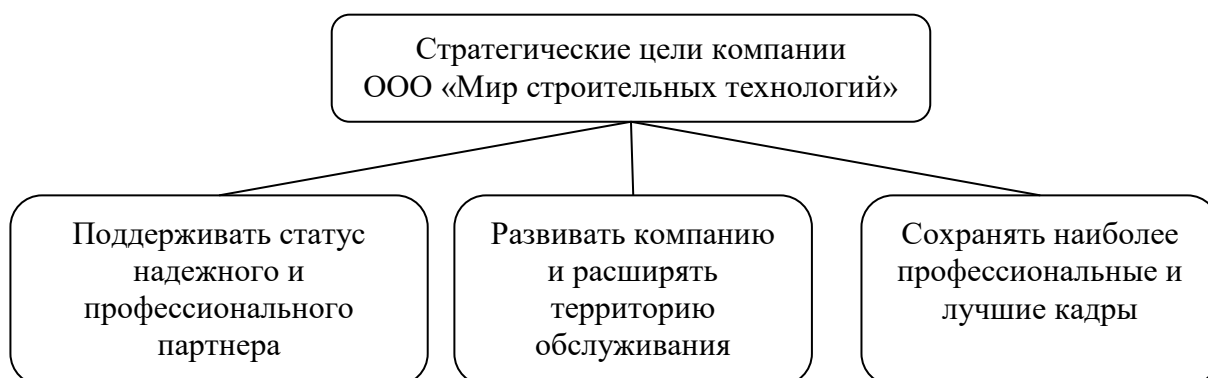 Стратегические цели компании
ООО «Мир строительных технологий»
Поддерживать статус
надежного и
профессионального
партнера
Развивать компанию
и расширять
территорию
обслуживания
Сохранять наиболее
профессиональные и
лучшие кадры